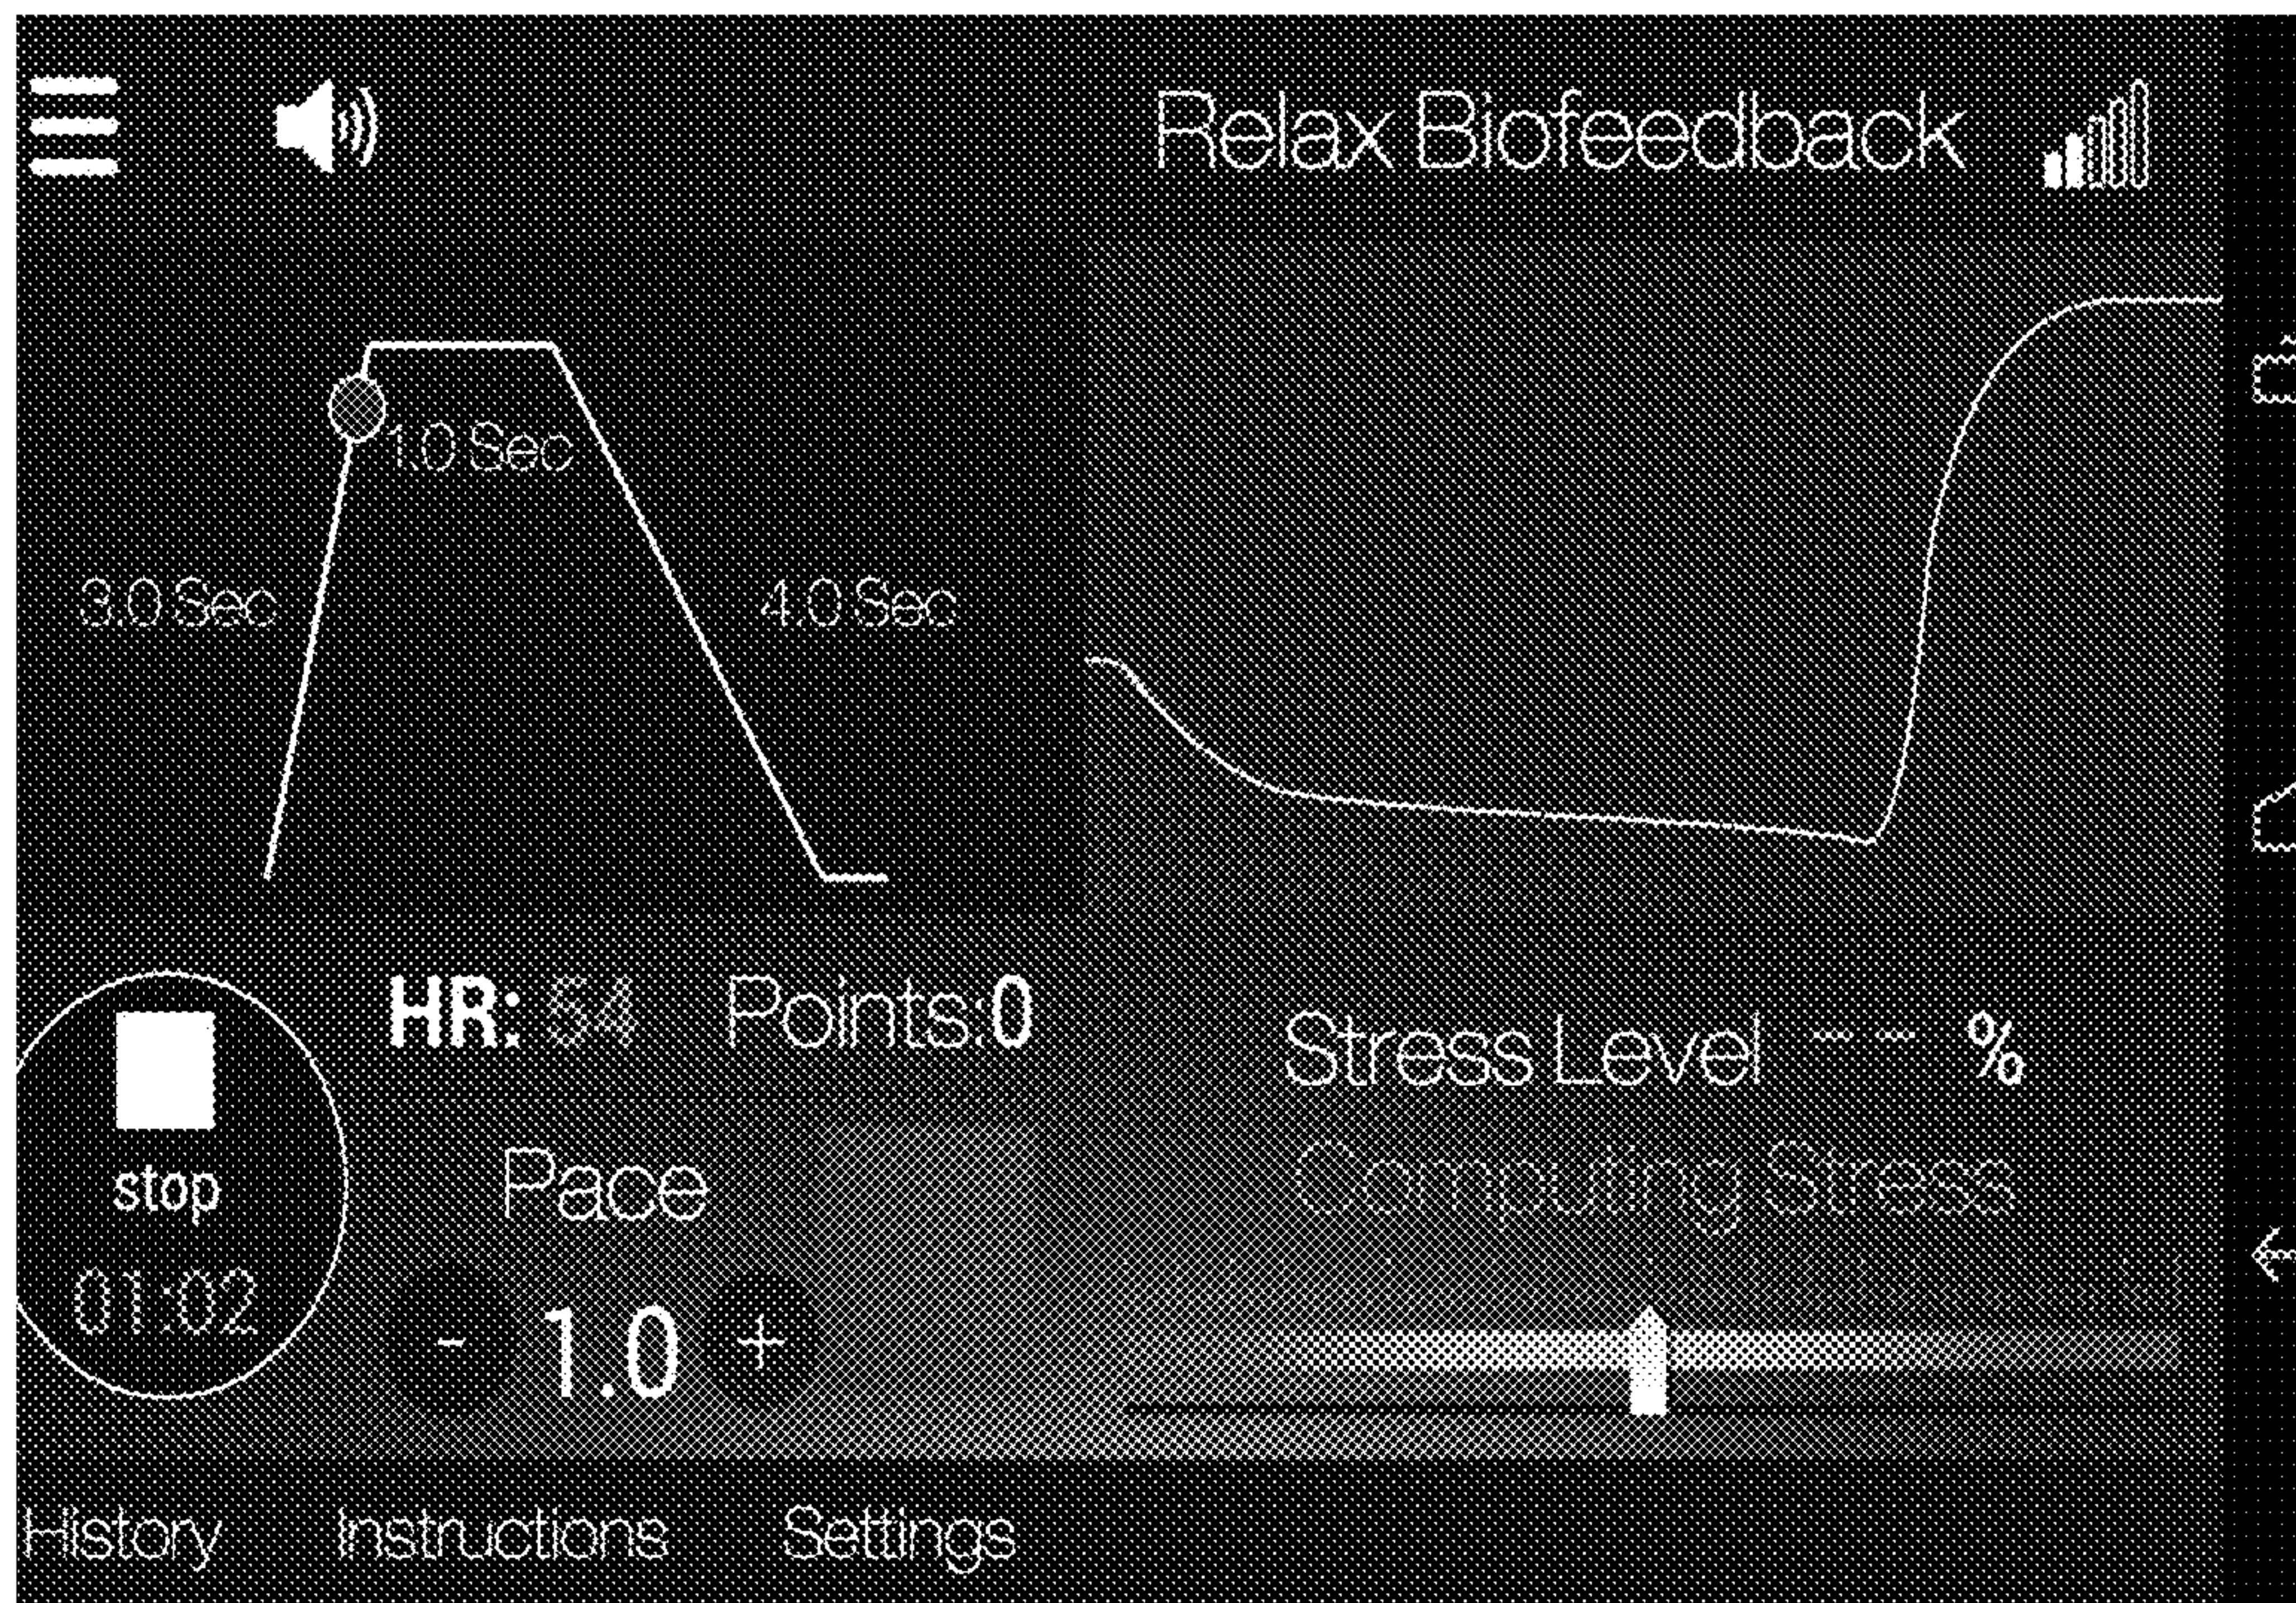 Relax Biofeedback
1.0 Sec
3.0 Sec
4.0 Sec
HR: 54 Points:0
Stress Level -- %
stop
Pace
Computing Stress
01:02
- 1.0 +
History Instructions Settings